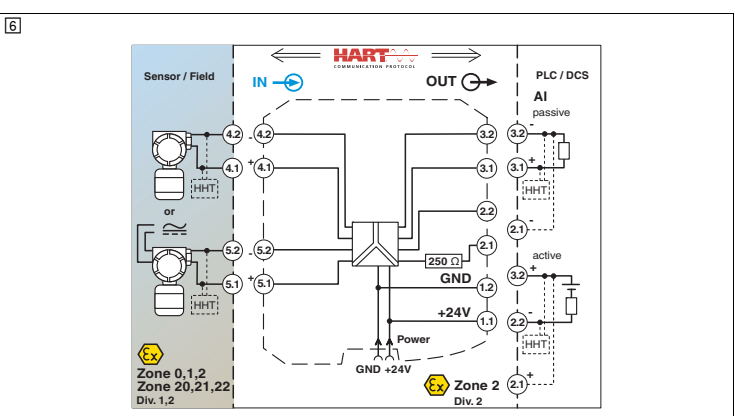 6
HART
COMMUNICATION PROTOCOL
Sensor / Field
IN
OUT
PLC / DCS
AI
passive
4.2 - 4.2
3.2 3.2 -
4.1 + 4.1
3.1 3.1 +
HHT
HHT
or
2.2
2.1 -
2.1
5.2 - 5.2
250 Ω
active
GND
3.2 +
5.1 + 5.1
1.2
HHT
+24V
1.1
2.2 -
Power
HHT
GND +24V
Ex
Zone 0,1,2
Zone 20,21,22
Div. 1,2
Ex Zone 2
Div. 2
2.1 +